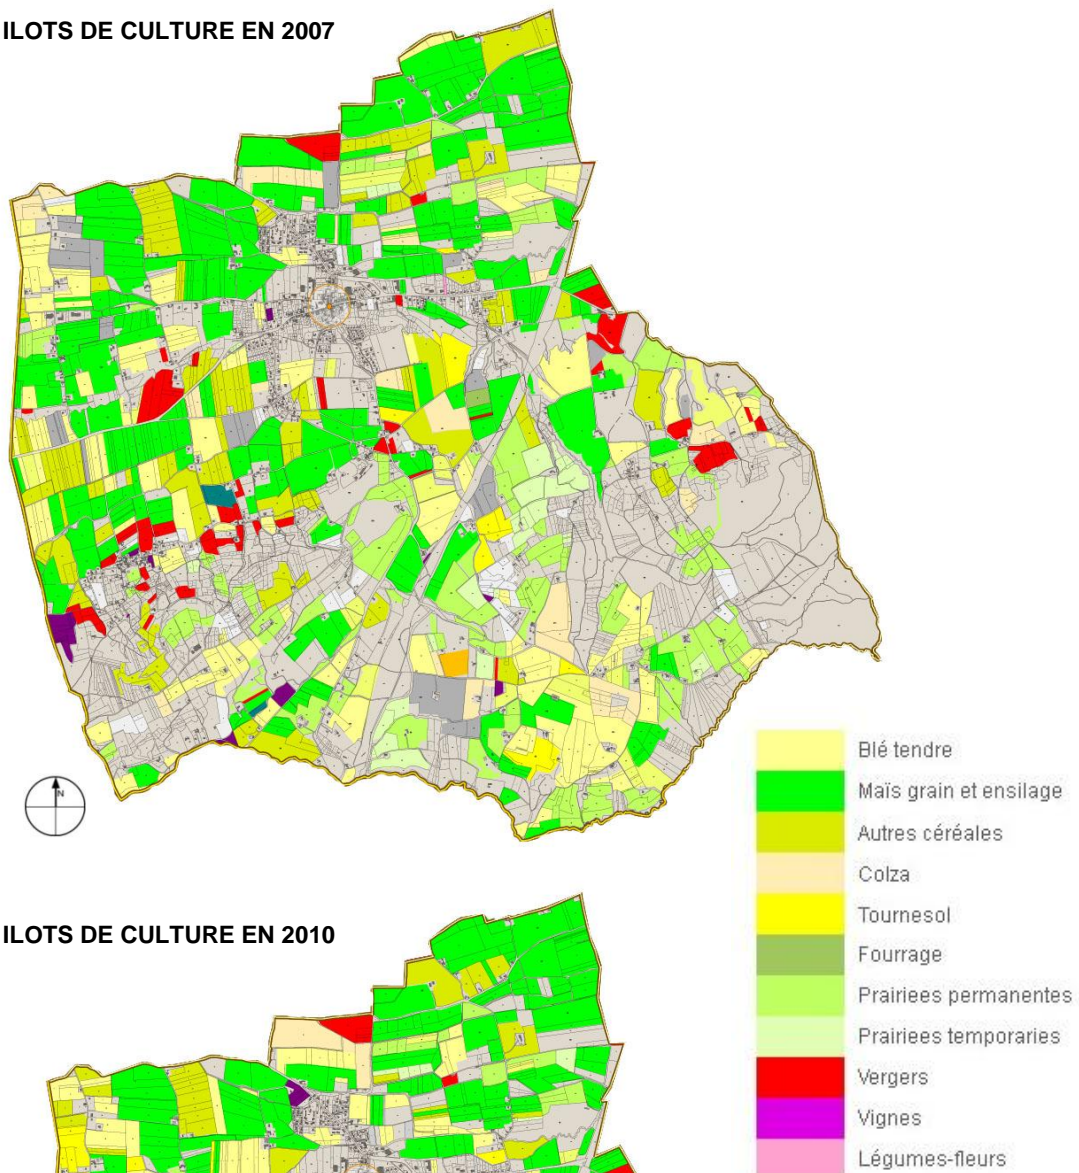 ILOTS DE CULTURE EN 2007
N
Blé tendre
Maïs grain et ensilage
Autres céréales
Colza
Tournesol
Fourrage
Prairiees permanentes
Prairiees temporaries
Vergers
Vignes
Légumes-fleurs
ILOTS DE CULTURE EN 2010